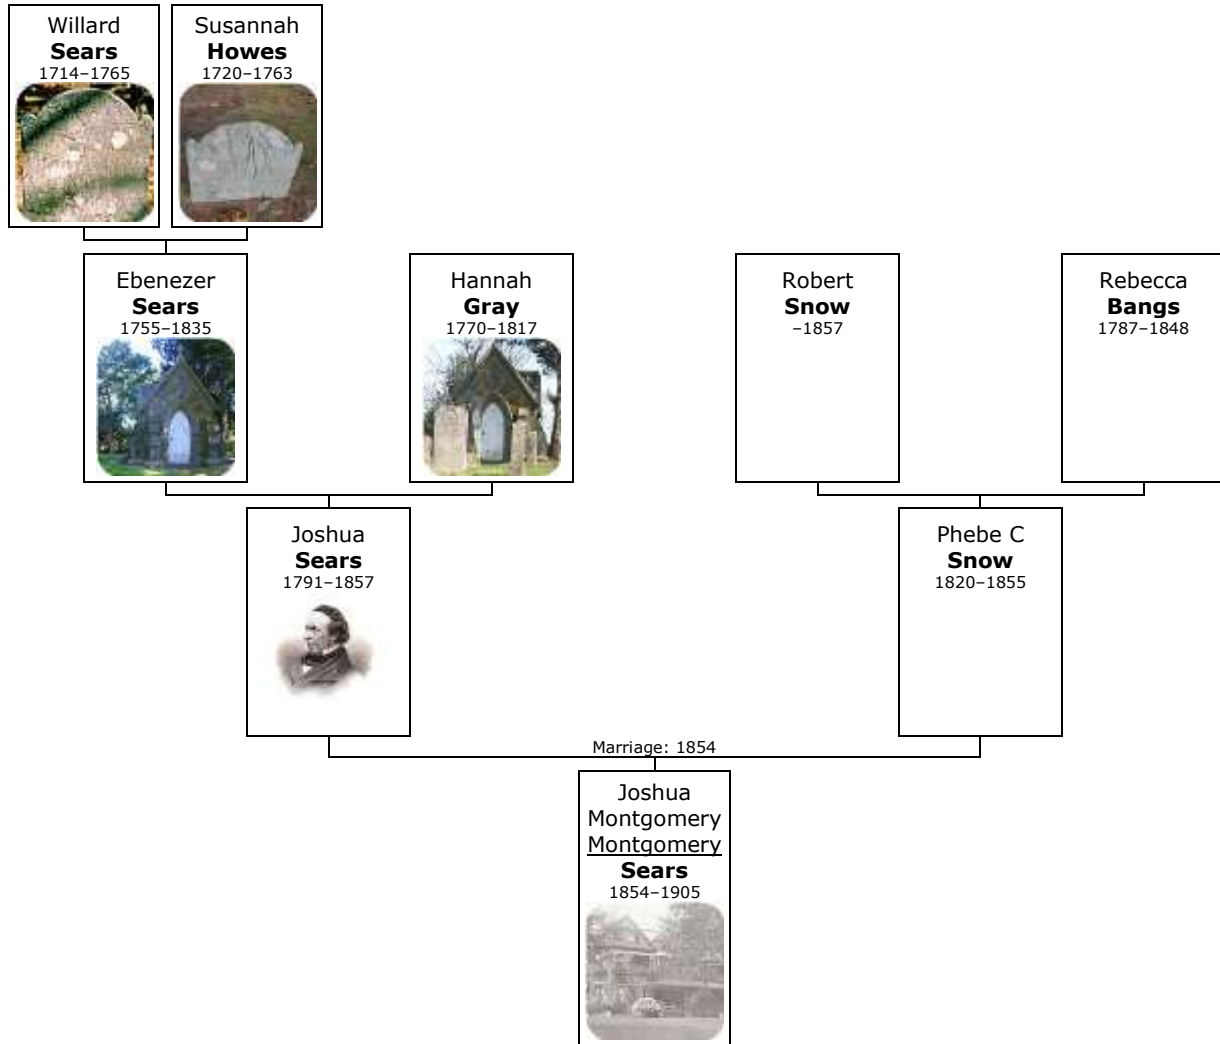 Willard
Sears
1714–1765
Susannah
Howes
1720–1763
Ebenezer
Sears
1755–1835
Hannah
Gray
1770–1817
Robert
Snow
–1857
Rebecca
Bangs
1787–1848
Joshua
Sears
1791–1857
Phebe C
Snow
1820–1855
Marriage: 1854
Joshua
Montgomery
Montgomery
Sears
1854–1905